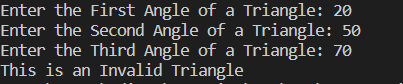 Enter the First Angle of a Triangle: 20
Enter the Second Angle of a Triangle: 50
Enter the Third Angle of a Triangle: 70
This is an Invalid Triangle